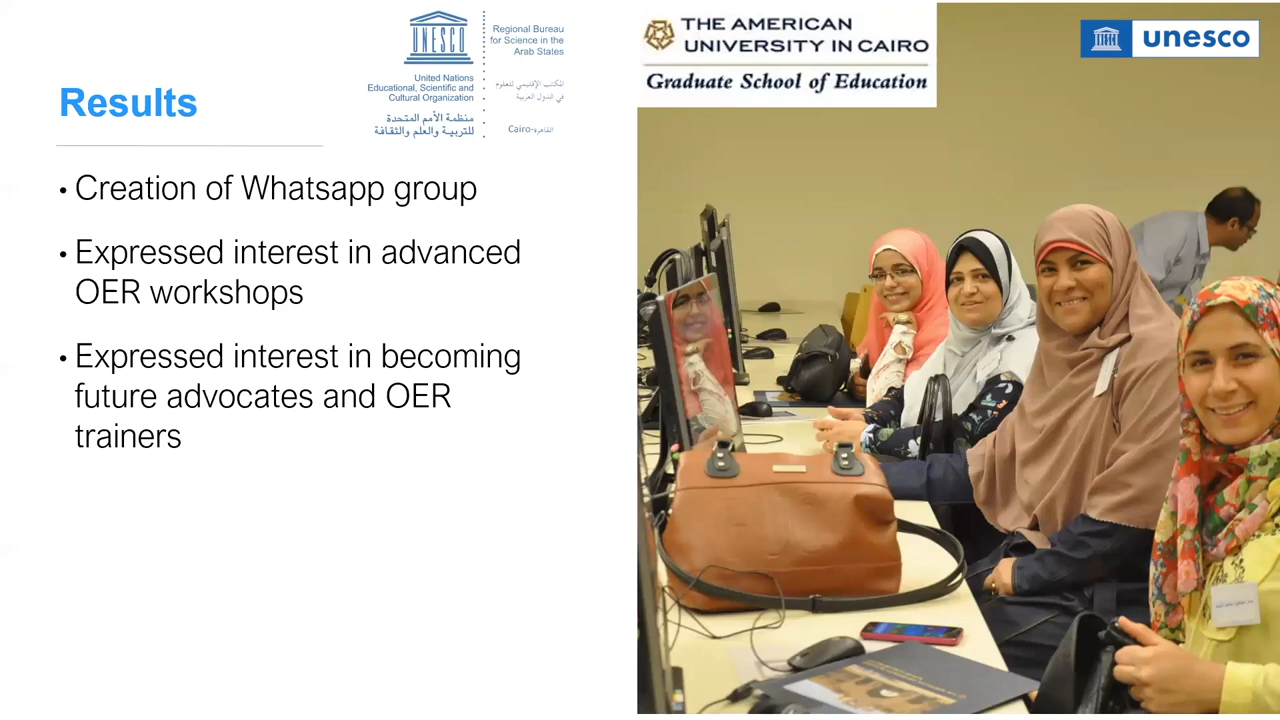 UNESCO
Regional Bureau
for Science in the
Arab States
United Nations
Educational, Scientific and
Cultural Organization
المكتب الإقليمي للعلوم
في الدول العربية
منظمة الأمم المتحدة
للتربية والعلم والثقافة
Cairo-القاهرة
Results
• Creation of Whatsapp group
• Expressed interest in advanced
OER workshops
• Expressed interest in becoming
future advocates and OER
trainers
THE AMERICAN
UNIVERSITY IN CAIRO
Graduate School of Education
unesco